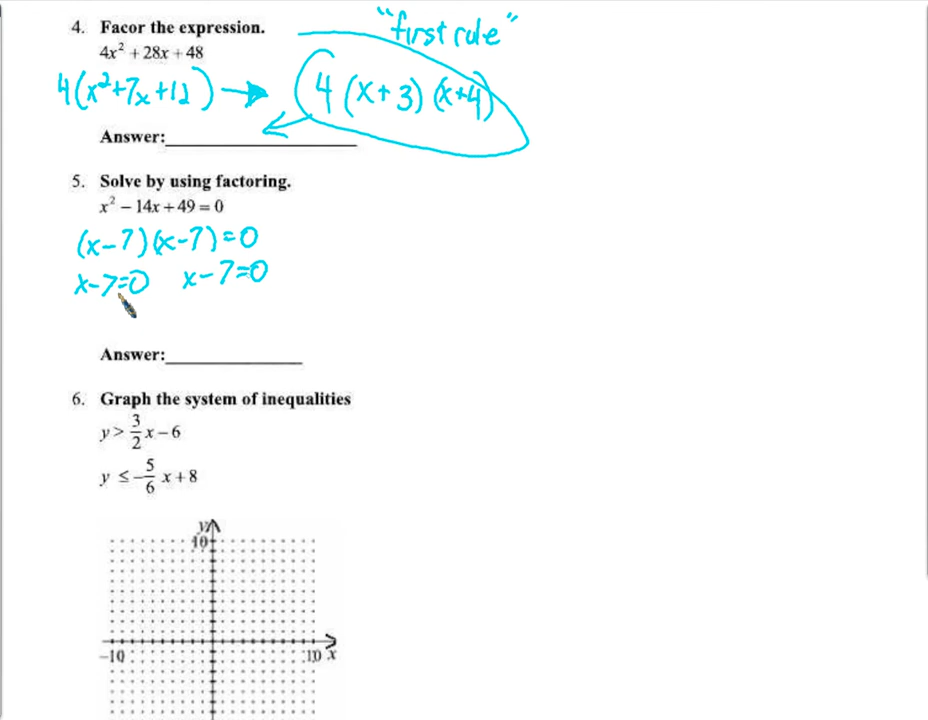 4. Facor the expression.
"first rule"
4x² + 28x + 48
4(x²+7x+12) → 4(x+3)(x+4)
Answer:
5. Solve by using factoring.
x² − 14x + 49 = 0
(x−7)(x−7)=0
x−7=0 x−7=0
Answer:
6. Graph the system of inequalities
y > 3/2 x − 6
y ≤ −5/6 x + 8
y
10
−10 10 x